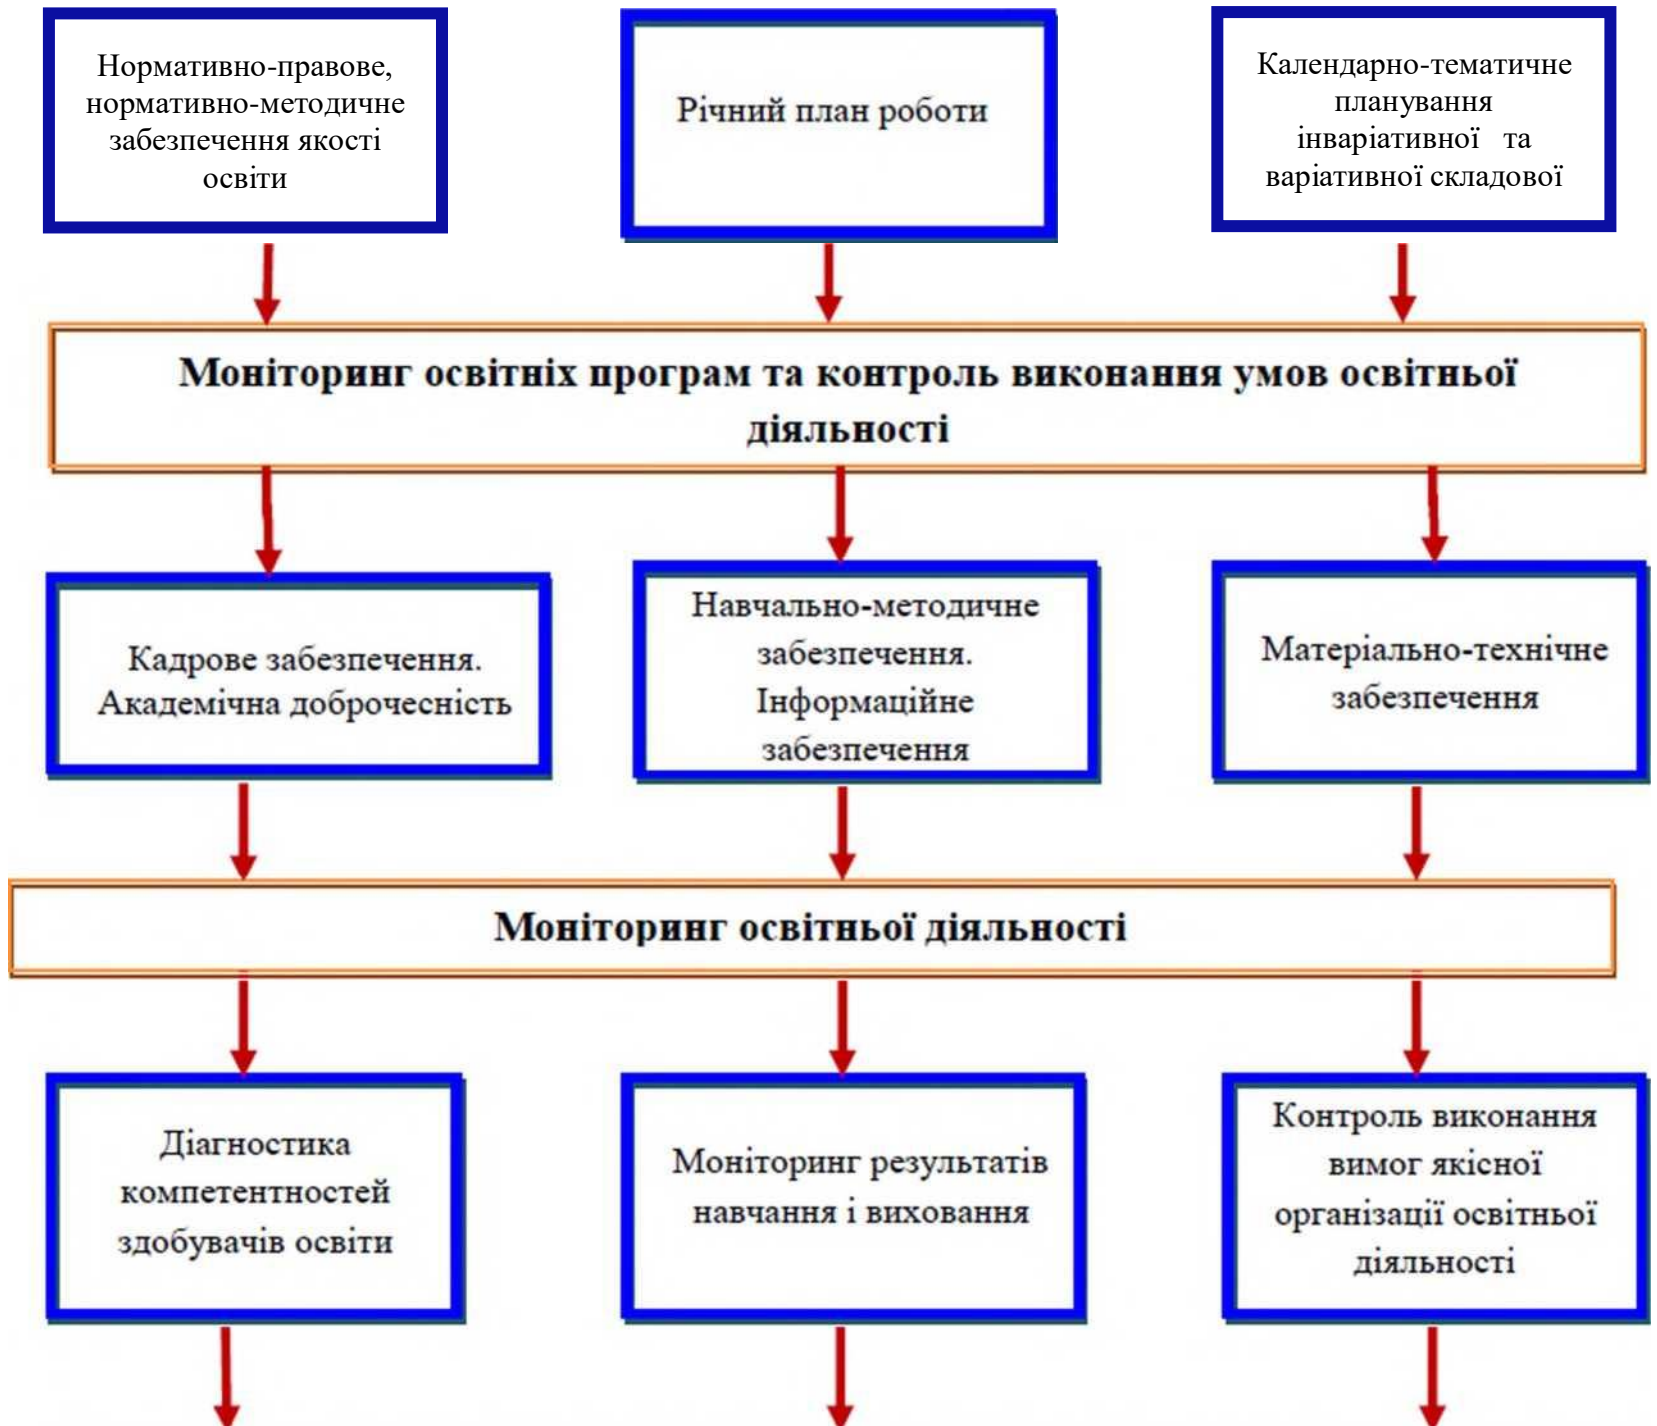 Нормативно-правове,
нормативно-методичне
забезпечення якості
освіти
Річний план роботи
Календарно-тематичне
планування
інваріативної та
варіативної складової
Моніторинг освітніх програм та контроль виконання умов освітньої
діяльності
Кадрове забезпечення.
Академічна доброчесність
Навчально-методичне
забезпечення.
Інформаційне
забезпечення
Матеріально-технічне
забезпечення
Моніторинг освітньої діяльності
Діагностика
компетентностей
здобувачів освіти
Моніторинг результатів
навчання і виховання
Контроль виконання
вимог якісної
організації освітньої
діяльності